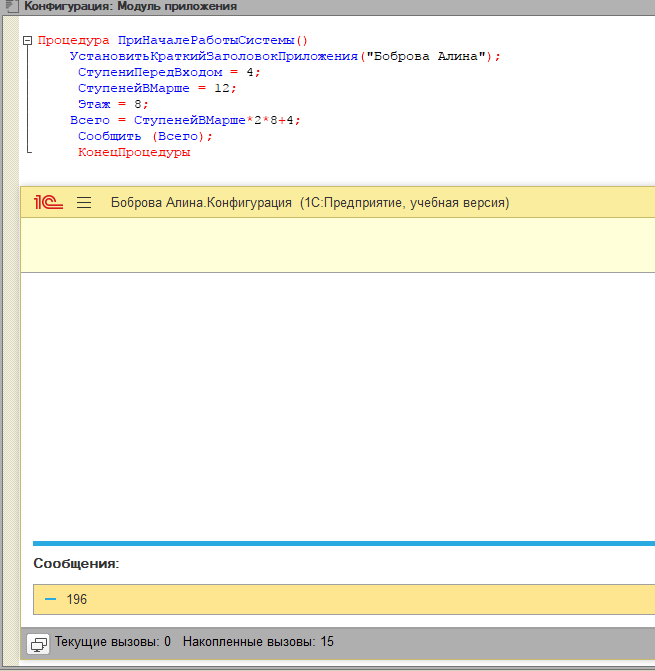 Конфигурация: Модуль приложения
Процедура ПриНачалеРаботыСистемы()
УстановитьКраткийЗаголовокПриложения("Боброва Алина");
СтупениПередВходом = 4;
СтупенейВМарше = 12;
Этаж = 8;
Всего = СтупенейВМарше*2*8+4;
Сообщить (Всего);
КонецПроцедуры
1С Боброва Алина.Конфигурация (1С:Предприятие, учебная версия)
Сообщения:
196
Текущие вызовы: 0 Накопленные вызовы: 15